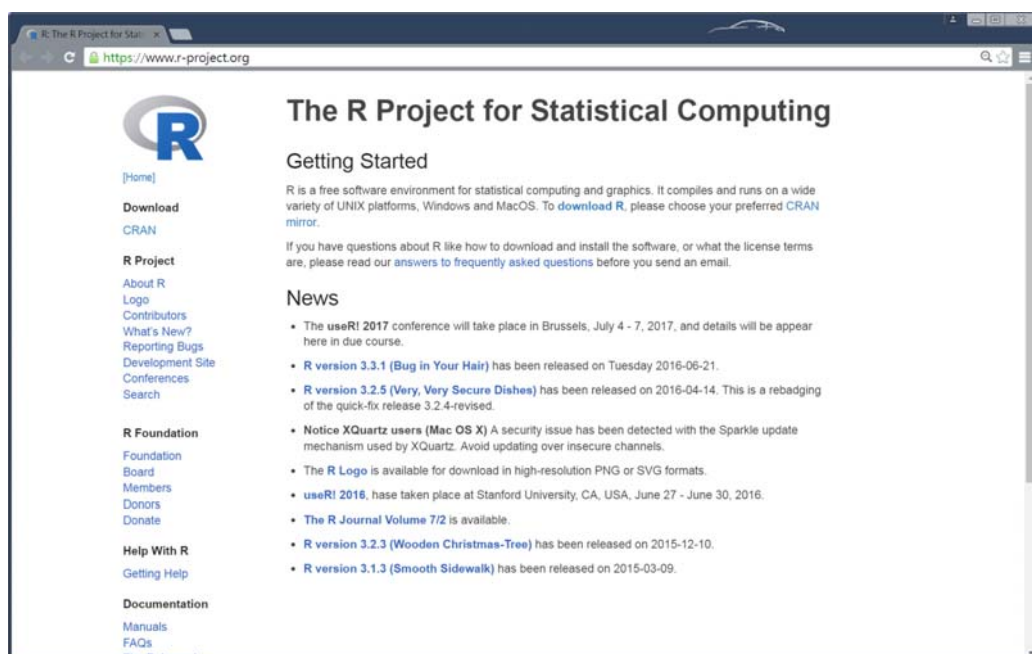 R: The R Project for Stati
https://www.r-project.org
R
[Home]
Download
CRAN
R Project
About R
Logo
Contributors
What's New?
Reporting Bugs
Development Site
Conferences
Search
R Foundation
Foundation
Board
Members
Donors
Donate
Help With R
Getting Help
Documentation
Manuals
FAQs
The R Project for Statistical Computing
Getting Started
R is a free software environment for statistical computing and graphics. It compiles and runs on a wide
variety of UNIX platforms, Windows and MacOS. To download R, please choose your preferred CRAN
mirror.
If you have questions about R like how to download and install the software, or what the license terms
are, please read our answers to frequently asked questions before you send an email.
News
• The useR! 2017 conference will take place in Brussels, July 4 - 7, 2017, and details will be appear
here in due course.
• R version 3.3.1 (Bug in Your Hair) has been released on Tuesday 2016-06-21.
• R version 3.2.5 (Very, Very Secure Dishes) has been released on 2016-04-14. This is a rebadging
of the quick-fix release 3.2.4-revised.
• Notice XQuartz users (Mac OS X) A security issue has been detected with the Sparkle update
mechanism used by XQuartz. Avoid updating over insecure channels.
• The R Logo is available for download in high-resolution PNG or SVG formats.
• useR! 2016, hase taken place at Stanford University, CA, USA, June 27 - June 30, 2016.
• The R Journal Volume 7/2 is available.
• R version 3.2.3 (Wooden Christmas-Tree) has been released on 2015-12-10.
• R version 3.1.3 (Smooth Sidewalk) has been released on 2015-03-09.